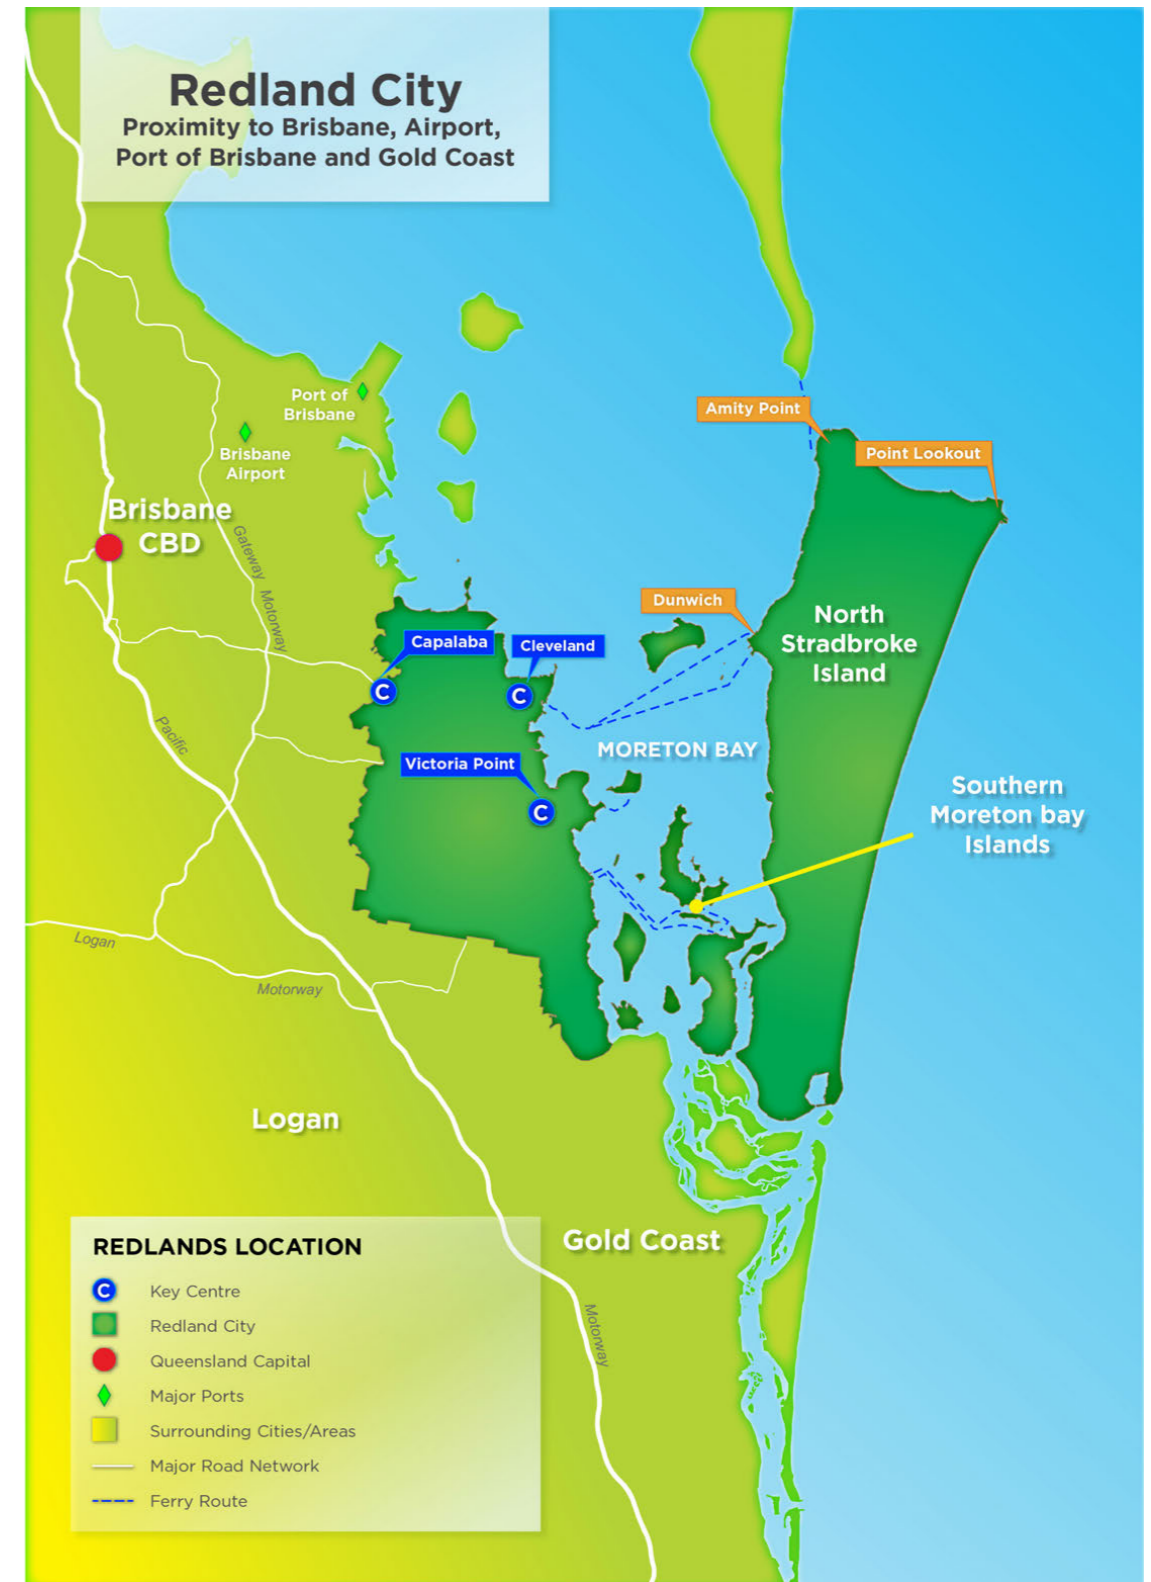 Redland City
Proximity to Brisbane, Airport,
Port of Brisbane and Gold Coast
Port of
Brisbane
Brisbane
Airport
Brisbane
CBD
Gateway Motorway
Amity Point
Point Lookout
Dunwich
North
Stradbroke
Island
Capalaba
C
Cleveland
C
Pacific
MORETON BAY
Victoria Point
C
Southern
Moreton bay
Islands
Logan
Motorway
Logan
Gold Coast
Motorway
REDLANDS LOCATION
C Key Centre
Redland City
Queensland Capital
Major Ports
Surrounding Cities/Areas
Major Road Network
Ferry Route